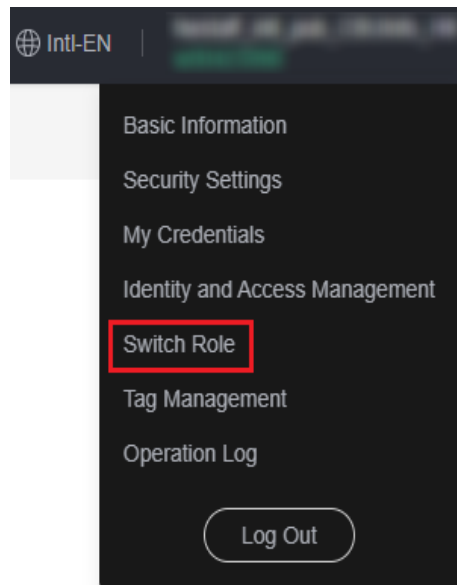 Intl-EN
Basic Information
Security Settings
My Credentials
Identity and Access Management
Switch Role
Tag Management
Operation Log
Log Out